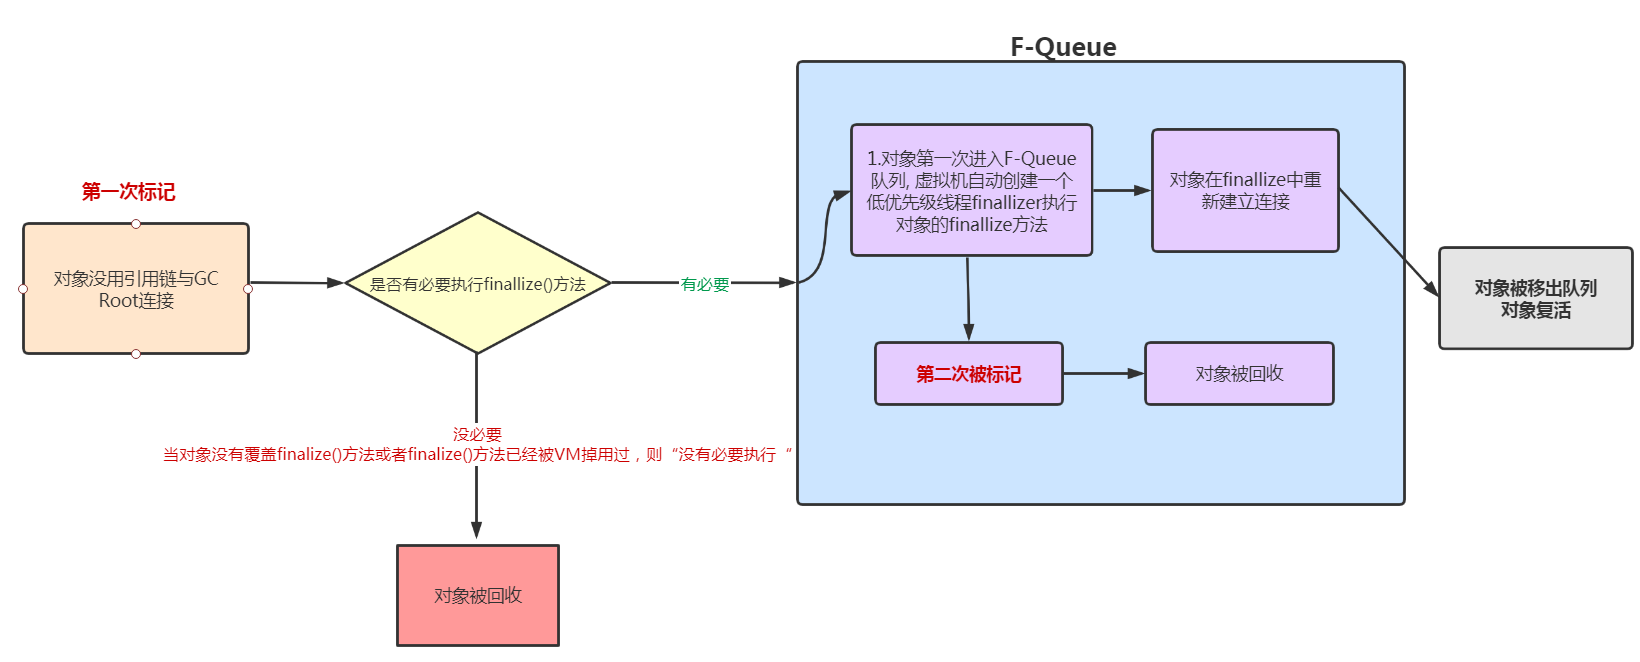 F-Queue
第一次标记
对象没用引用链与GC
Root连接
是否有必要执行finallize()方法
有必要
1.对象第一次进入F-Queue
队列, 虚拟机自动创建一个
低优先级线程finallizer执行
对象的finallize方法
对象在finallize中重
新建立连接
对象被移出队列
对象复活
第二次被标记
对象被回收
没必要
当对象没有覆盖finalize()方法或者finalize()方法已经被VM掉用过，则“没有必要执行“
对象被回收